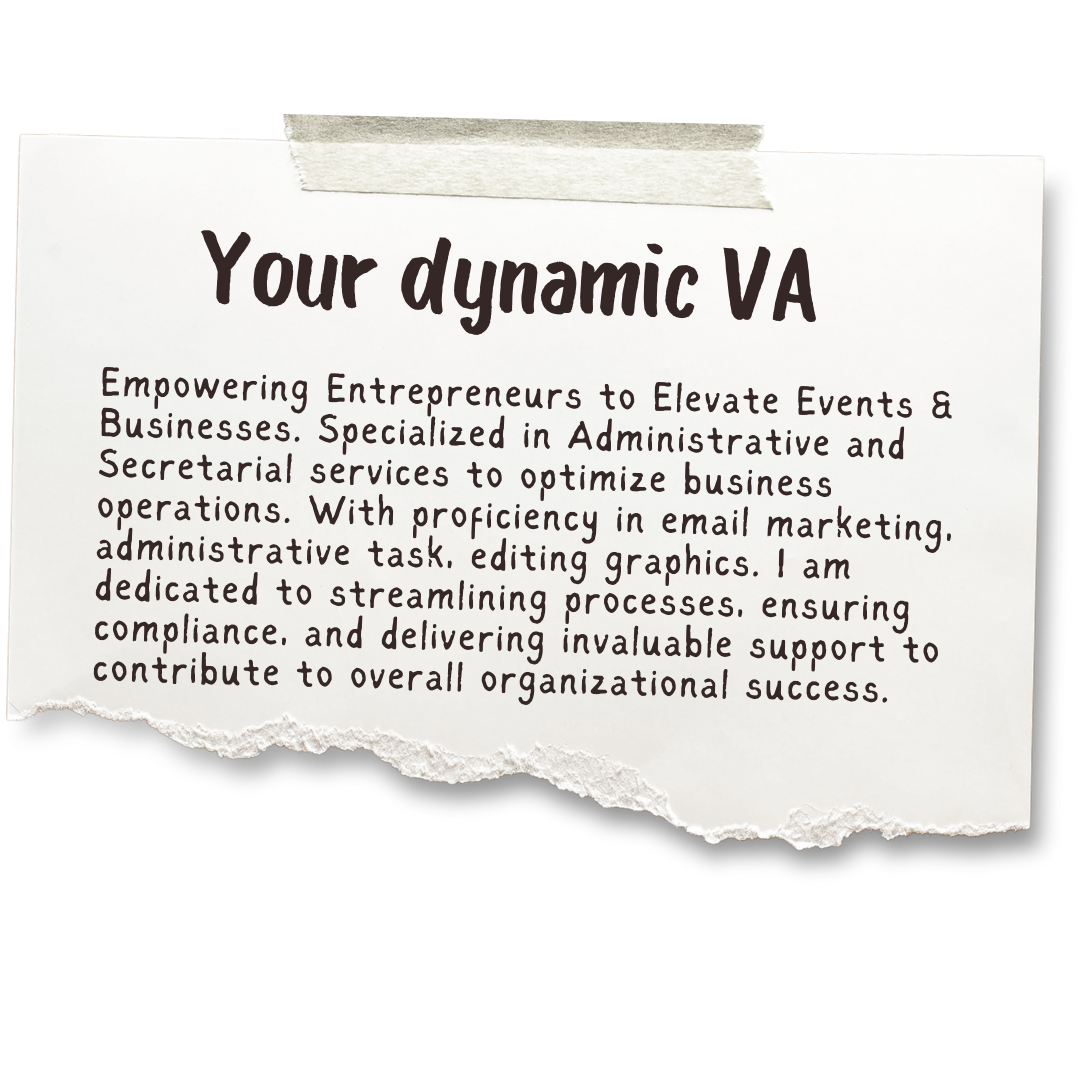 Your dynamic VA
Empowering Entrepreneurs to Elevate Events &
Businesses. Specialized in Administrative and
Secretarial services to optimize business
operations. With proficiency in email marketing,
administrative task, editing graphics. I am
dedicated to streamlining processes, ensuring
compliance, and delivering invaluable support to
contribute to overall organizational success.